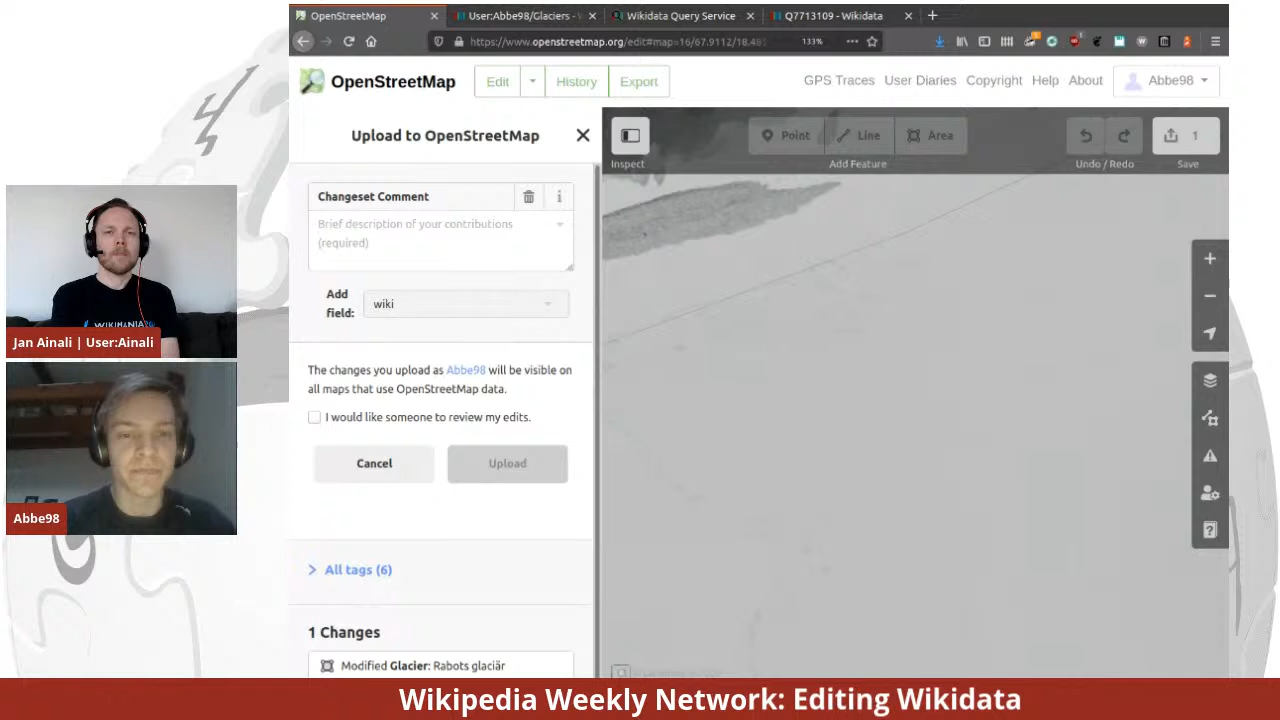 OpenStreetMap
User:Abbe98/Glaciers -
Wikidata Query Service
Q7713109 - Wikidata
https://www.openstreetmap.org/edit#map=16/67.9112/18.461
133%
OpenStreetMap
Edit
History
Export
GPS Traces
User Diaries
Copyright
Help
About
Abbe98
Upload to OpenStreetMap
Inspect
Point
Line
Area
Add Feature
Undo / Redo
1
Save
Changeset Comment
Brief description of your contributions
(required)
Add
field:
wiki
The changes you upload as Abbe98 will be visible on
all maps that use OpenStreetMap data.
I would like someone to review my edits.
Cancel
Upload
All tags (6)
1 Changes
Modified Glacier: Rabots glaciär
Jan Ainali | User:Ainali
Abbe98
Wikipedia Weekly Network: Editing Wikidata